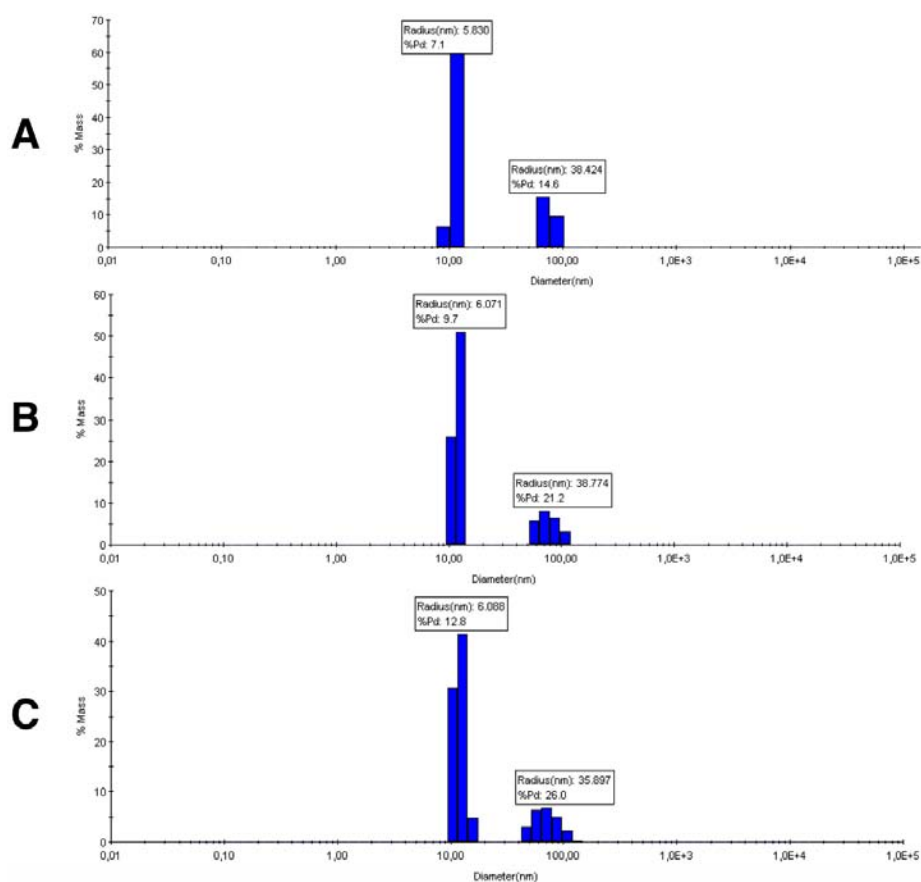 A
% Mass
70
60
50
40
30
20
10
0
Radius(nm): 5.830
%Pd: 7.1
Radius(nm): 38.424
%Pd: 14.6
0,01 0,10 1,00 10,00 100,00 1,0E+3 1,0E+4 1,0E+5
Diameter(nm)
B
% Mass
60
50
40
30
20
10
0
Radius(nm): 6.071
%Pd: 9.7
Radius(nm): 38.774
%Pd: 21.2
0,01 0,10 1,00 10,00 100,00 1,0E+3 1,0E+4 1,0E+5
Diameter(nm)
C
% Mass
50
40
30
20
10
0
Radius(nm): 6.088
%Pd: 12.8
Radius(nm): 35.897
%Pd: 26.0
0,01 0,10 1,00 10,00 100,00 1,0E+3 1,0E+4 1,0E+5
Diameter(nm)